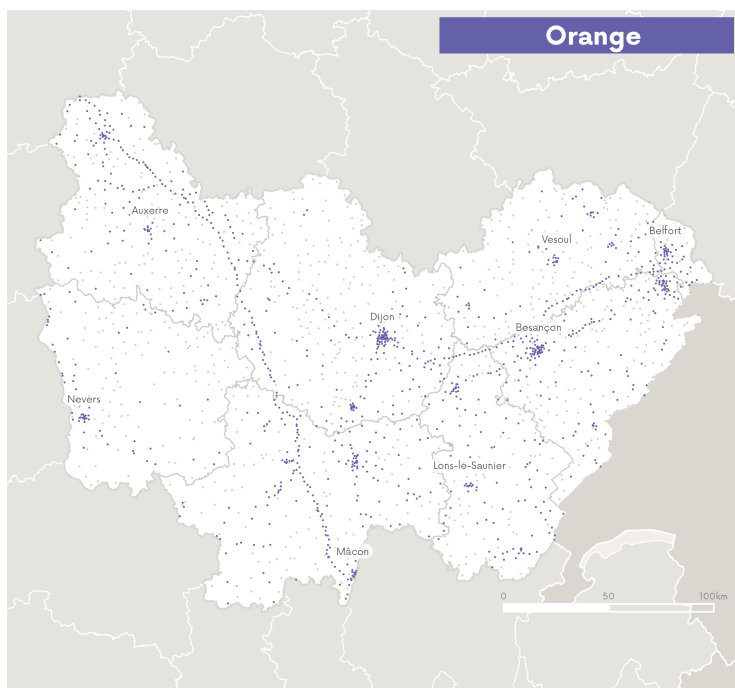 Orange
Auxerre
Belfort
Vesoul
Dijon
Besançon
Nevers
Lons-le-Saunier
Mâcon
0 50 100km